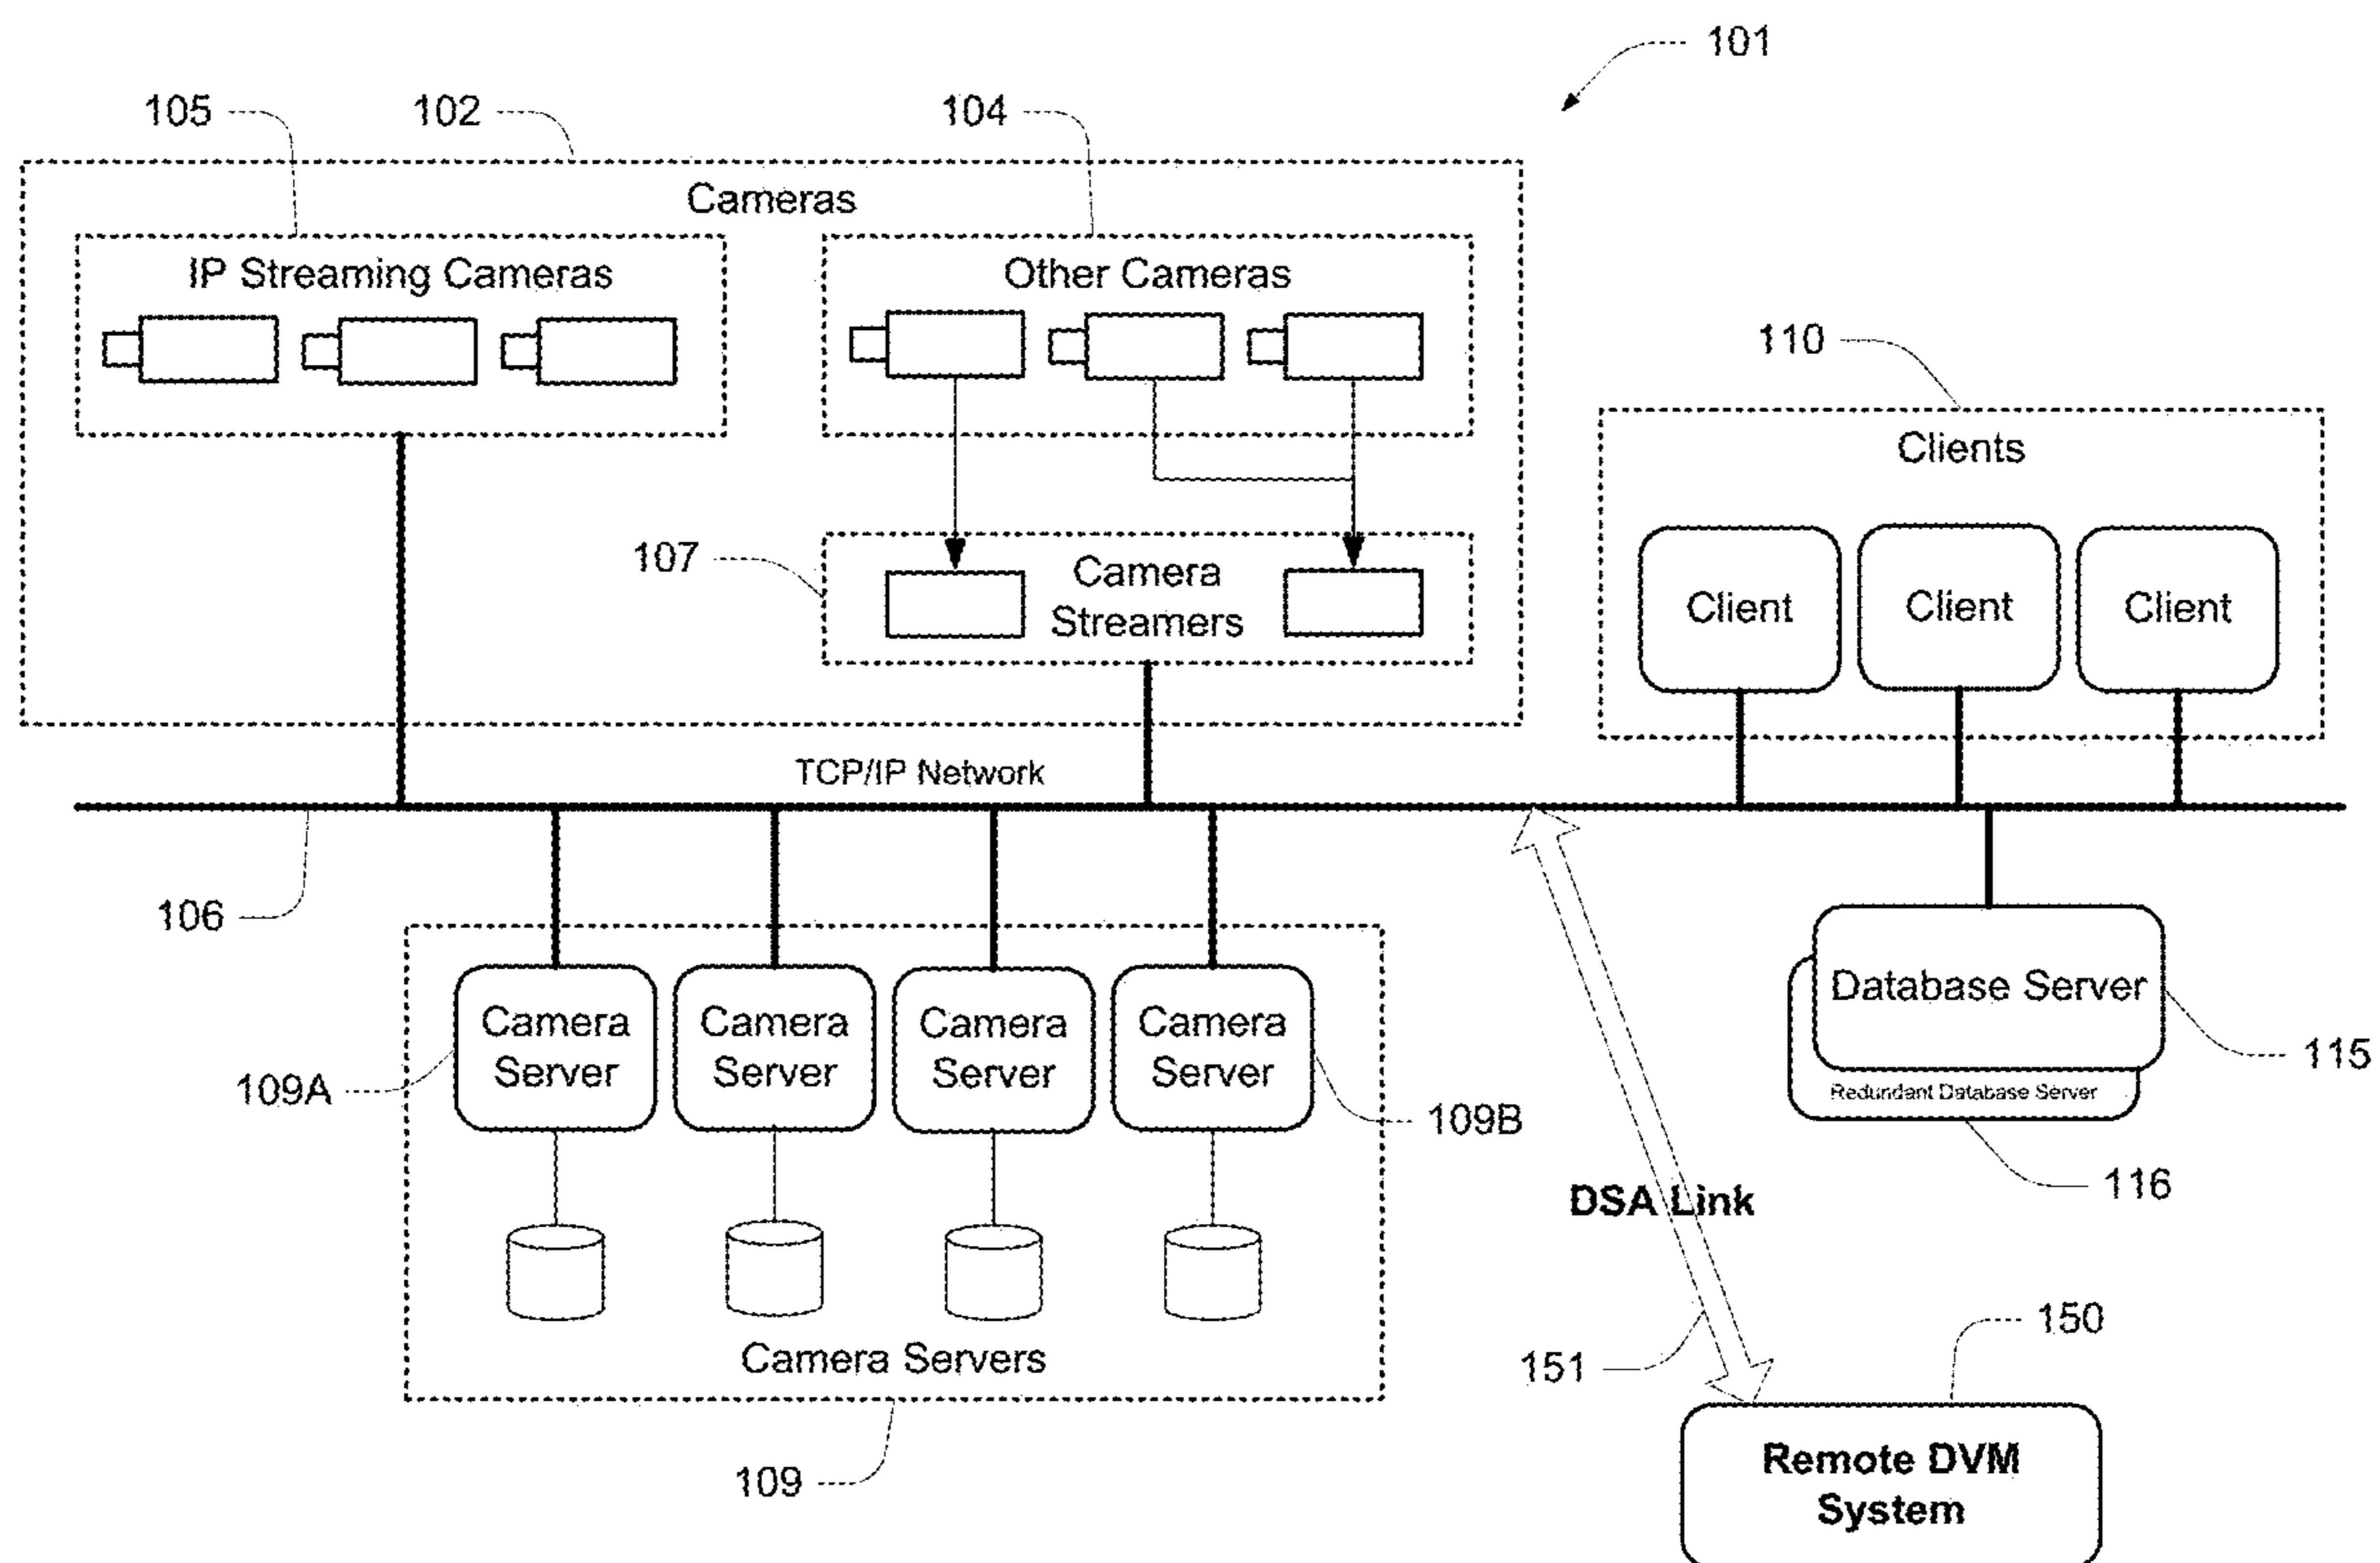 101
105
102
104
Cameras
IP Streaming Cameras
Other Cameras
110
Clients
107
Camera
Streamers
Client
Client
Client
TCP/IP Network
106
Database Server
Camera
Server
Camera
Server
Camera
Server
Camera
Server
115
109A
Redundant Database Server
109B
116
DSA Link
150
Camera Servers
151
109
Remote DVM
System